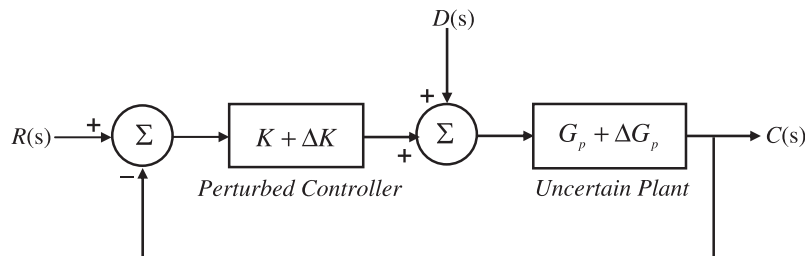 D(s)
+
R(s)
+
Σ
K + ΔK
+
Σ
G_p + ΔG_p
C(s)
−
Perturbed Controller
Uncertain Plant